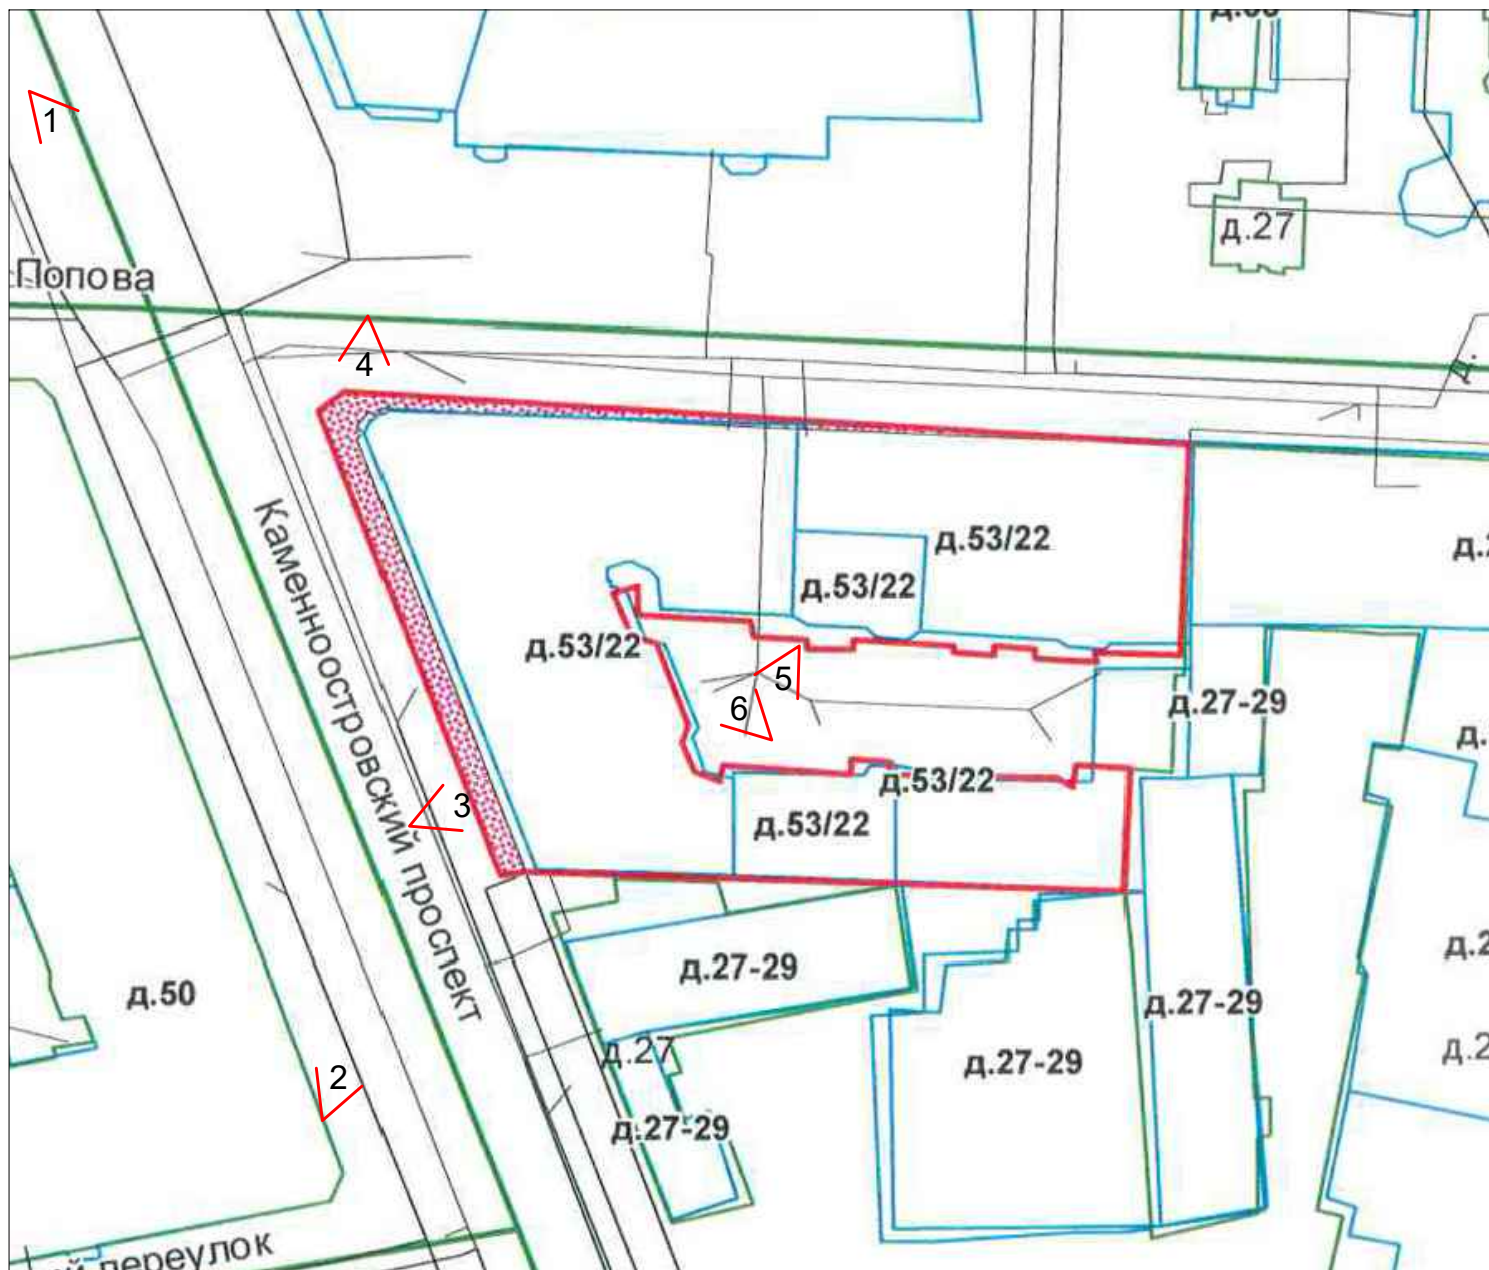 1
Попова
д.27
4
Каменноостровский проспект
д.53/22
д.53/22
д.53/22
5
6
д.27-29
д.53/22
3
д.53/22
д.27-29
д.50
д.27-29
д.27
д.27-29
2
д.27-29
переулок